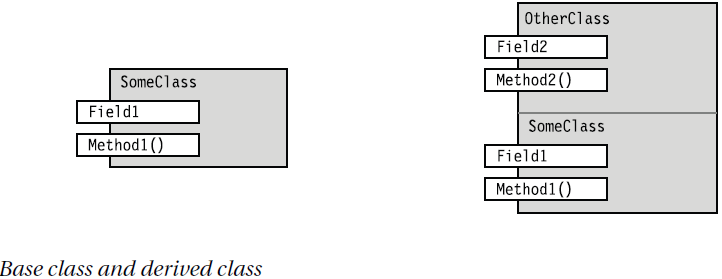 SomeClass
Field1
Method1()
OtherClass
Field2
Method2()
SomeClass
Field1
Method1()
Base class and derived class